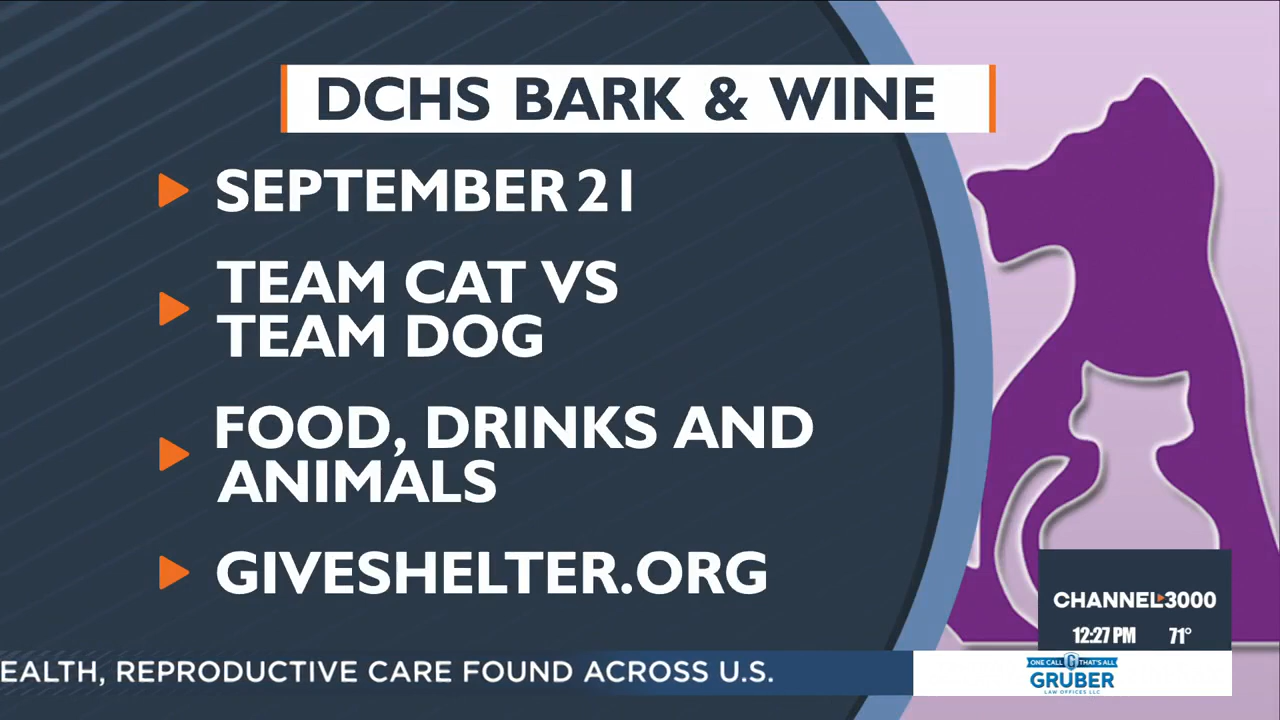 DCHS BARK & WINE
SEPTEMBER 21
TEAM CAT VS
TEAM DOG
FOOD, DRINKS AND
ANIMALS
GIVESHELTER.ORG
CHANNEL3000
12:27 PM 71°
EALTH, REPRODUCTIVE CARE FOUND ACROSS U.S.
ONE CALL G THAT'S ALL
GRUBER
LAW OFFICES LLC